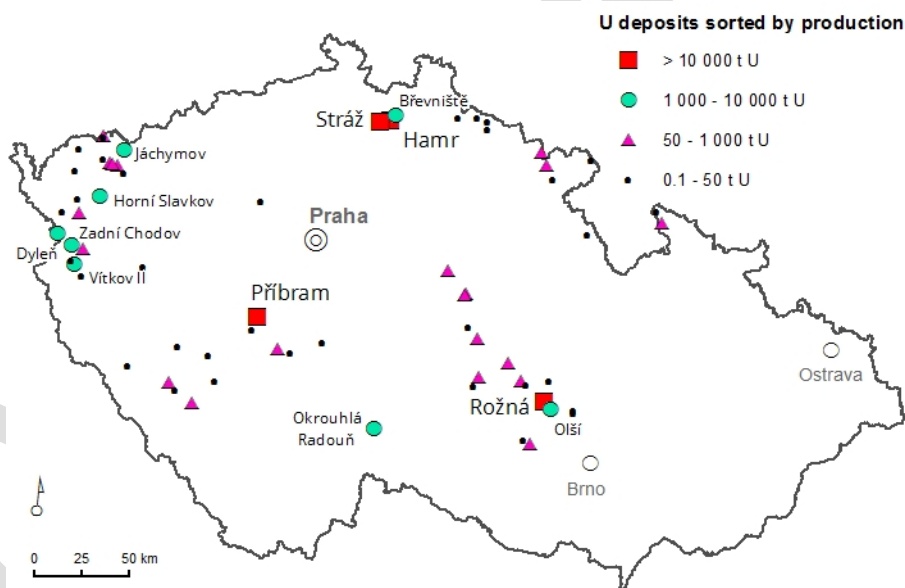 U deposits sorted by production
> 10 000 t U
1 000 - 10 000 t U
50 - 1 000 t U
0.1 - 50 t U
Břevniště
Stráž
Hamr
Jáchymov
Horní Slavkov
Praha
Zadní Chodov
Dyleň
Vítkov II
Příbram
Ostrava
Rožná
Okrouhlá
Radouň
Olší
Brno
0 25 50 km